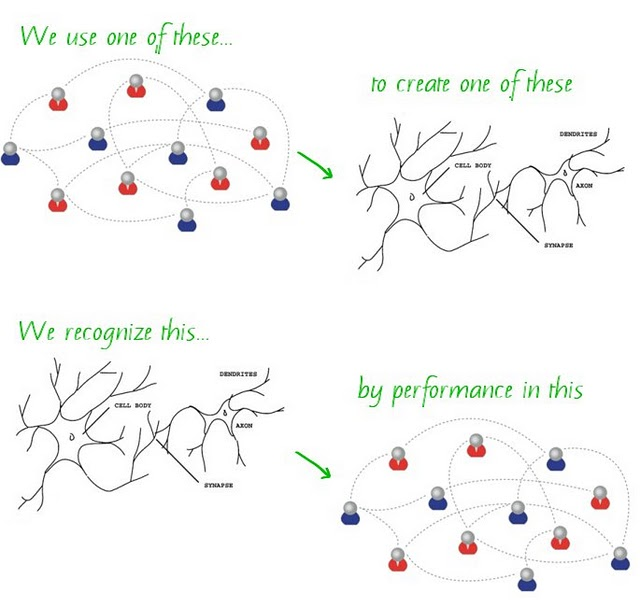 We use one of these...
to create one of these
DENDRITES
CELL BODY
AXON
SYNAPSE
We recognize this...
by performance in this
DENDRITES
CELL BODY
AXON
SYNAPSE